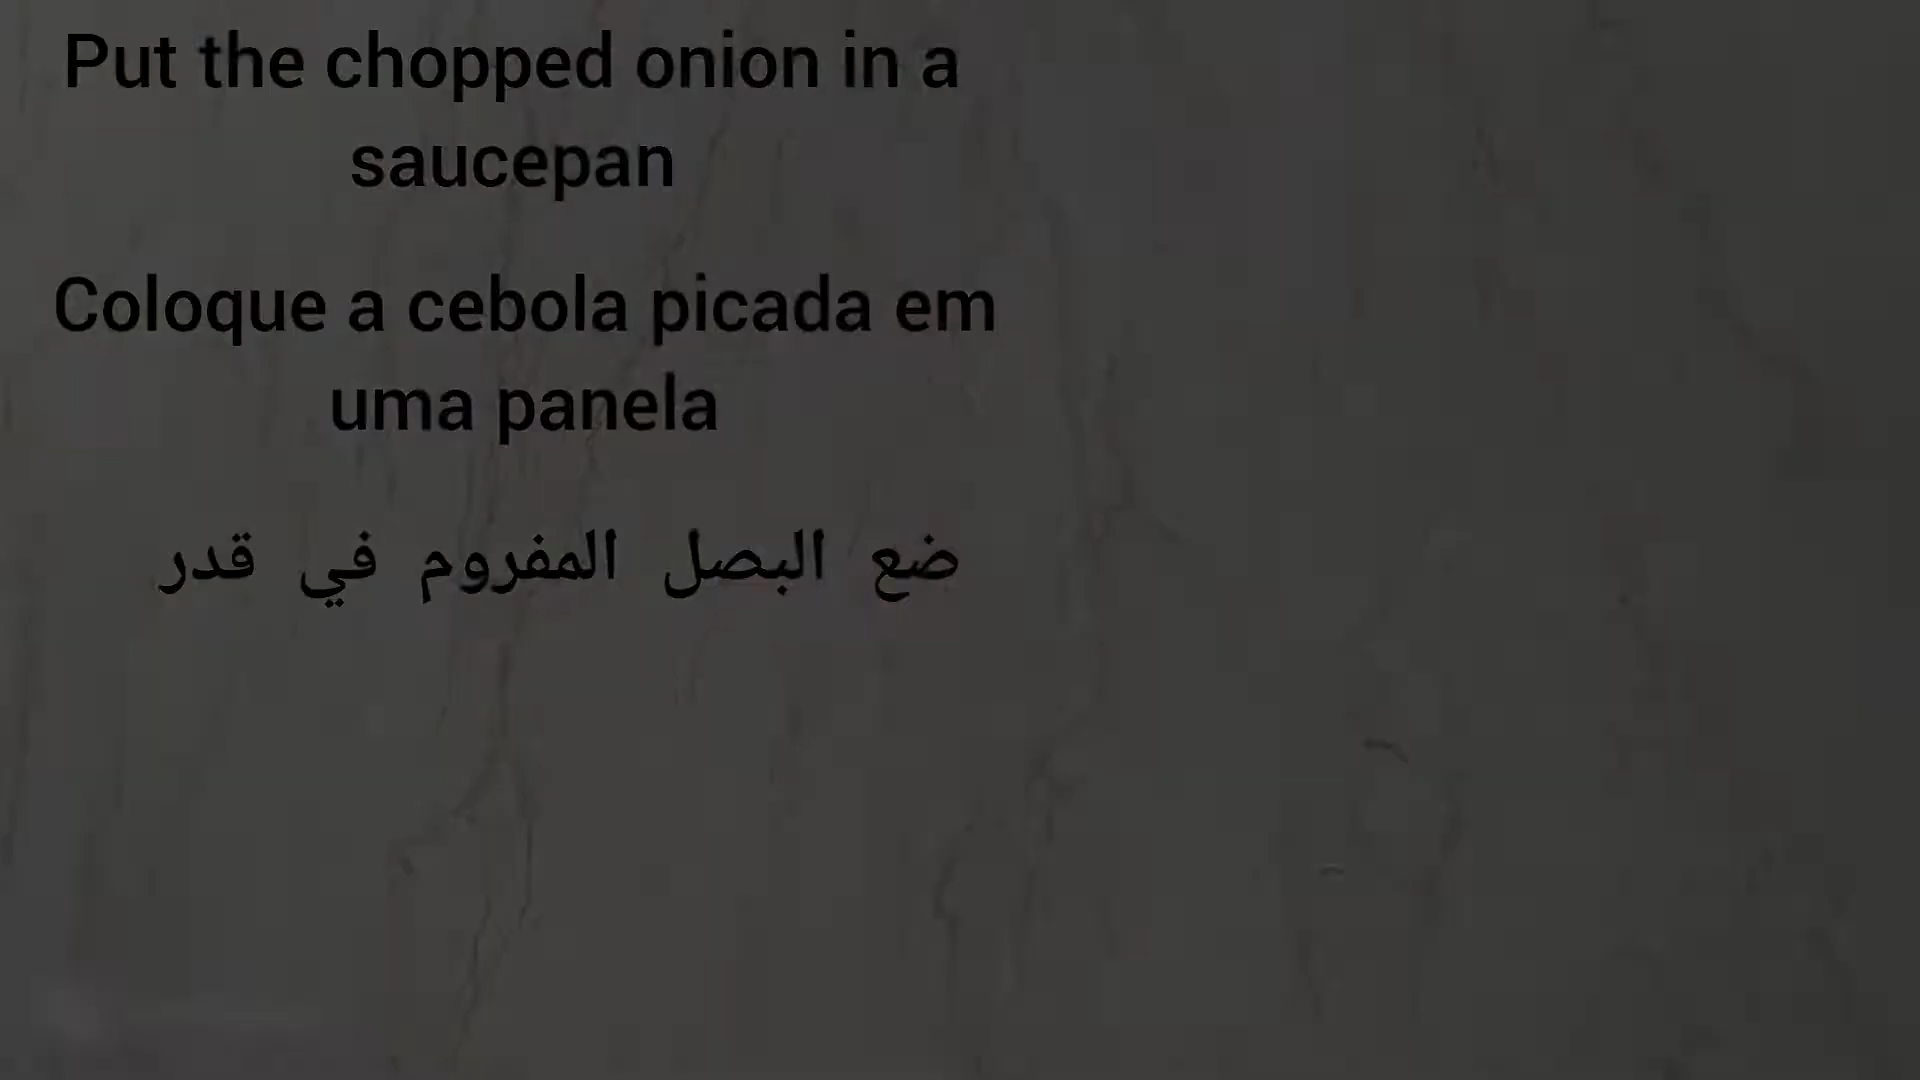 Put the chopped onion in a
saucepan
Coloque a cebola picada em
uma panela
ضع البصل المفروم في قدر